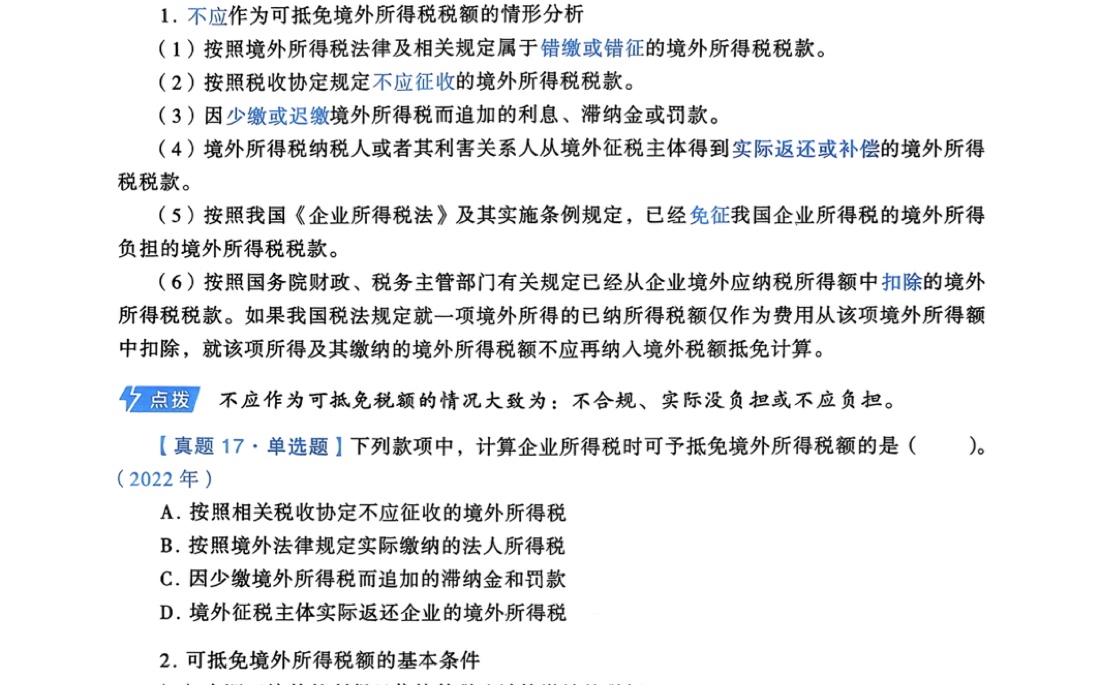 1. 不应作为可抵免境外所得税税额的情形分析
（1）按照境外所得税法律及相关规定属于错缴或错征的境外所得税税款。
（2）按照税收协定规定不应征收的境外所得税税款。
（3）因少缴或迟缴境外所得税而追加的利息、滞纳金或罚款。
（4）境外所得税纳税人或者其利害关系人从境外征税主体得到实际返还或补偿的境外所得
税税款。
（5）按照我国《企业所得税法》及其实施条例规定，已经免征我国企业所得税的境外所得
负担的境外所得税税款。
（6）按照国务院财政、税务主管部门有关规定已经从企业境外应纳税所得额中扣除的境外
所得税税款。如果我国税法规定就一项境外所得的已纳所得税额仅作为费用从该项境外所得额
中扣除，就该项所得及其缴纳的境外所得税额不应再纳入境外税额抵免计算。
点拨 不应作为可抵免税额的情况大致为：不合规、实际没负担或不应负担。
【真题 17·单选题】下列款项中，计算企业所得税时可予抵免境外所得税额的是（ ）。
（2022 年）
A. 按照相关税收协定不应征收的境外所得税
B. 按照境外法律规定实际缴纳的法人所得税
C. 因少缴境外所得税而追加的滞纳金和罚款
D. 境外征税主体实际返还企业的境外所得税
2. 可抵免境外所得税额的基本条件